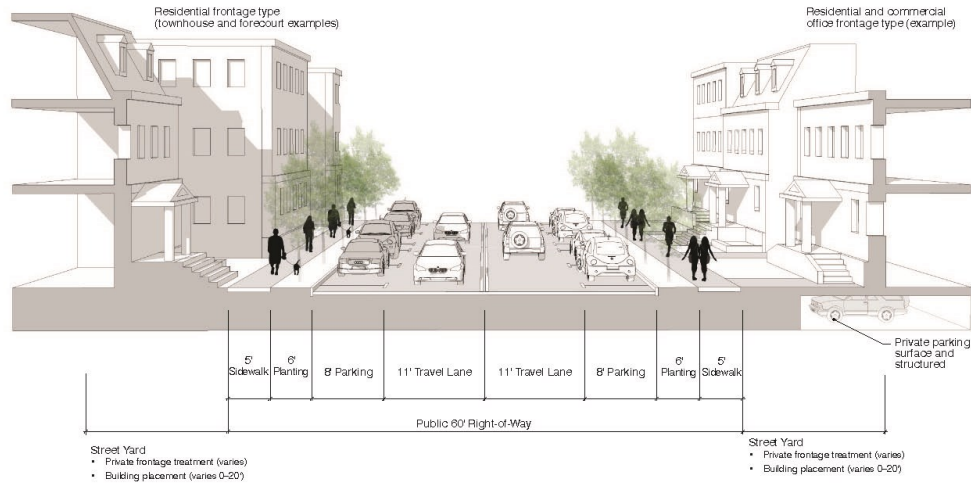 Residential frontage type
(townhouse and forecourt examples)
Residential and commercial
office frontage type (example)
Private parking
surface and
structured
5'
Sidewalk
6'
Planting
8' Parking
11' Travel Lane
11' Travel Lane
8' Parking
6'
Planting
5'
Sidewalk
Public 60' Right-of-Way
Street Yard
• Private frontage treatment (varies)
• Building placement (varies 0–20')
Street Yard
• Private frontage treatment (varies)
• Building placement (varies 0–20')